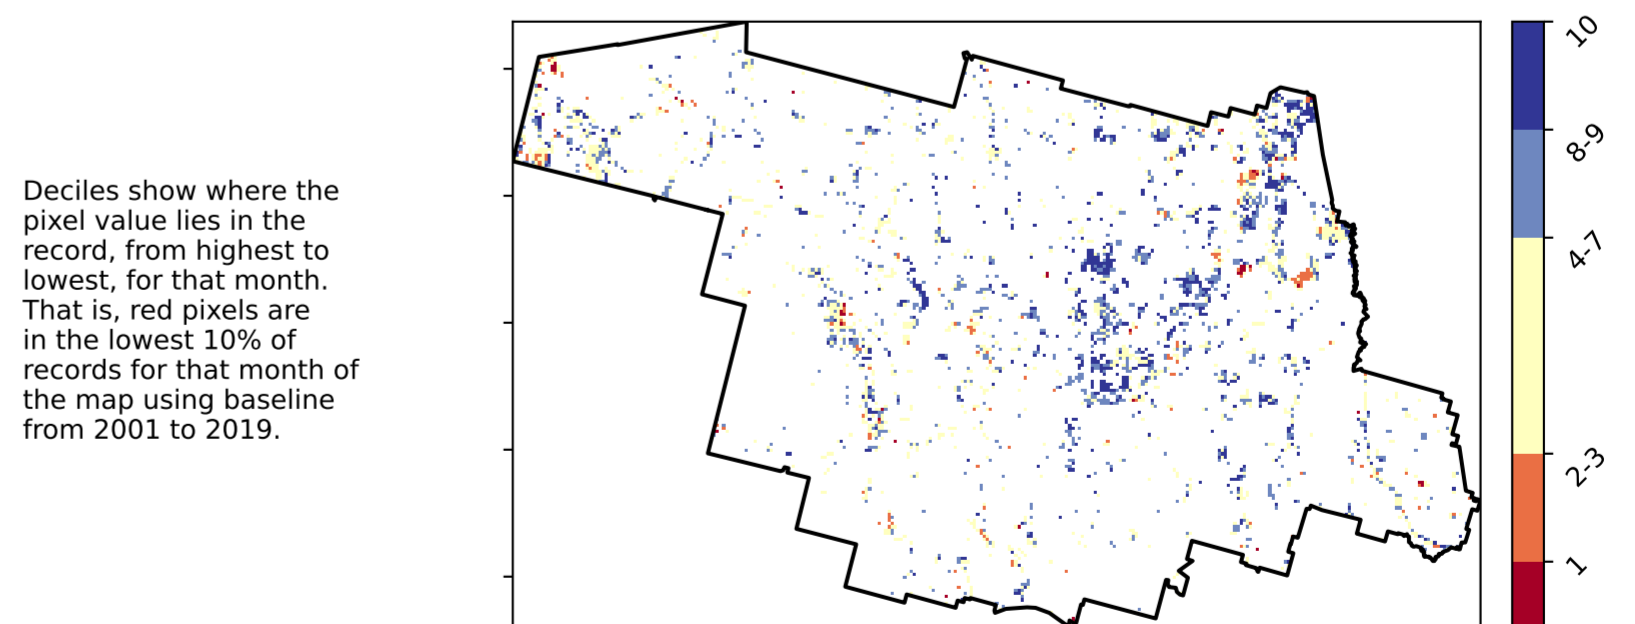 Deciles show where the
pixel value lies in the
record, from highest to
lowest, for that month.
That is, red pixels are
in the lowest 10% of
records for that month of
the map using baseline
from 2001 to 2019.
10
8-9
4-7
2-3
1